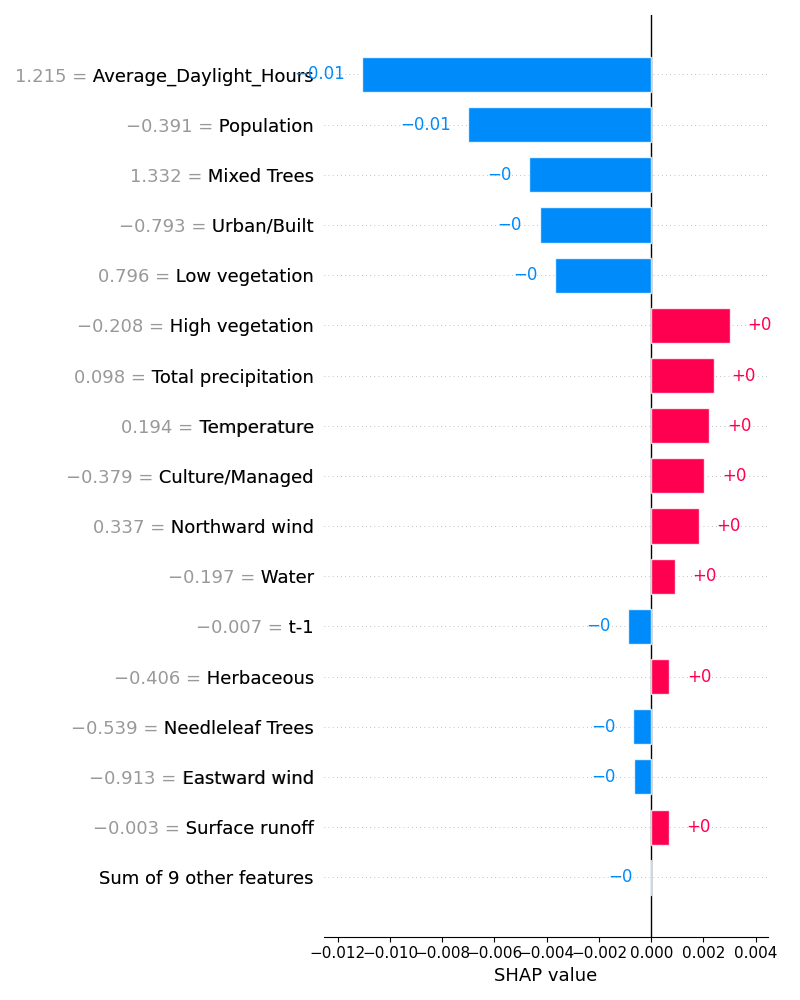 1.215 = Average_Daylight_Hours −0.01
−0.391 = Population −0.01
1.332 = Mixed Trees −0
−0.793 = Urban/Built −0
0.796 = Low vegetation −0
−0.208 = High vegetation +0
0.098 = Total precipitation +0
0.194 = Temperature +0
−0.379 = Culture/Managed +0
0.337 = Northward wind +0
−0.197 = Water +0
−0.007 = t-1 −0
−0.406 = Herbaceous +0
−0.539 = Needleleaf Trees −0
−0.913 = Eastward wind −0
−0.003 = Surface runoff +0
Sum of 9 other features −0
−0.012 −0.010 −0.008 −0.006 −0.004 −0.002 0.000 0.002 0.004
SHAP value